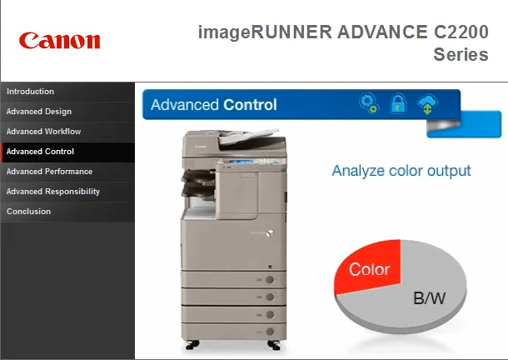 Canon
imageRUNNER ADVANCE C2200
Series
Introduction
Advanced Design
Advanced Workflow
Advanced Control
Advanced Performance
Advanced Responsibility
Conclusion
Advanced Control
Canon
Analyze color output
Color
B/W